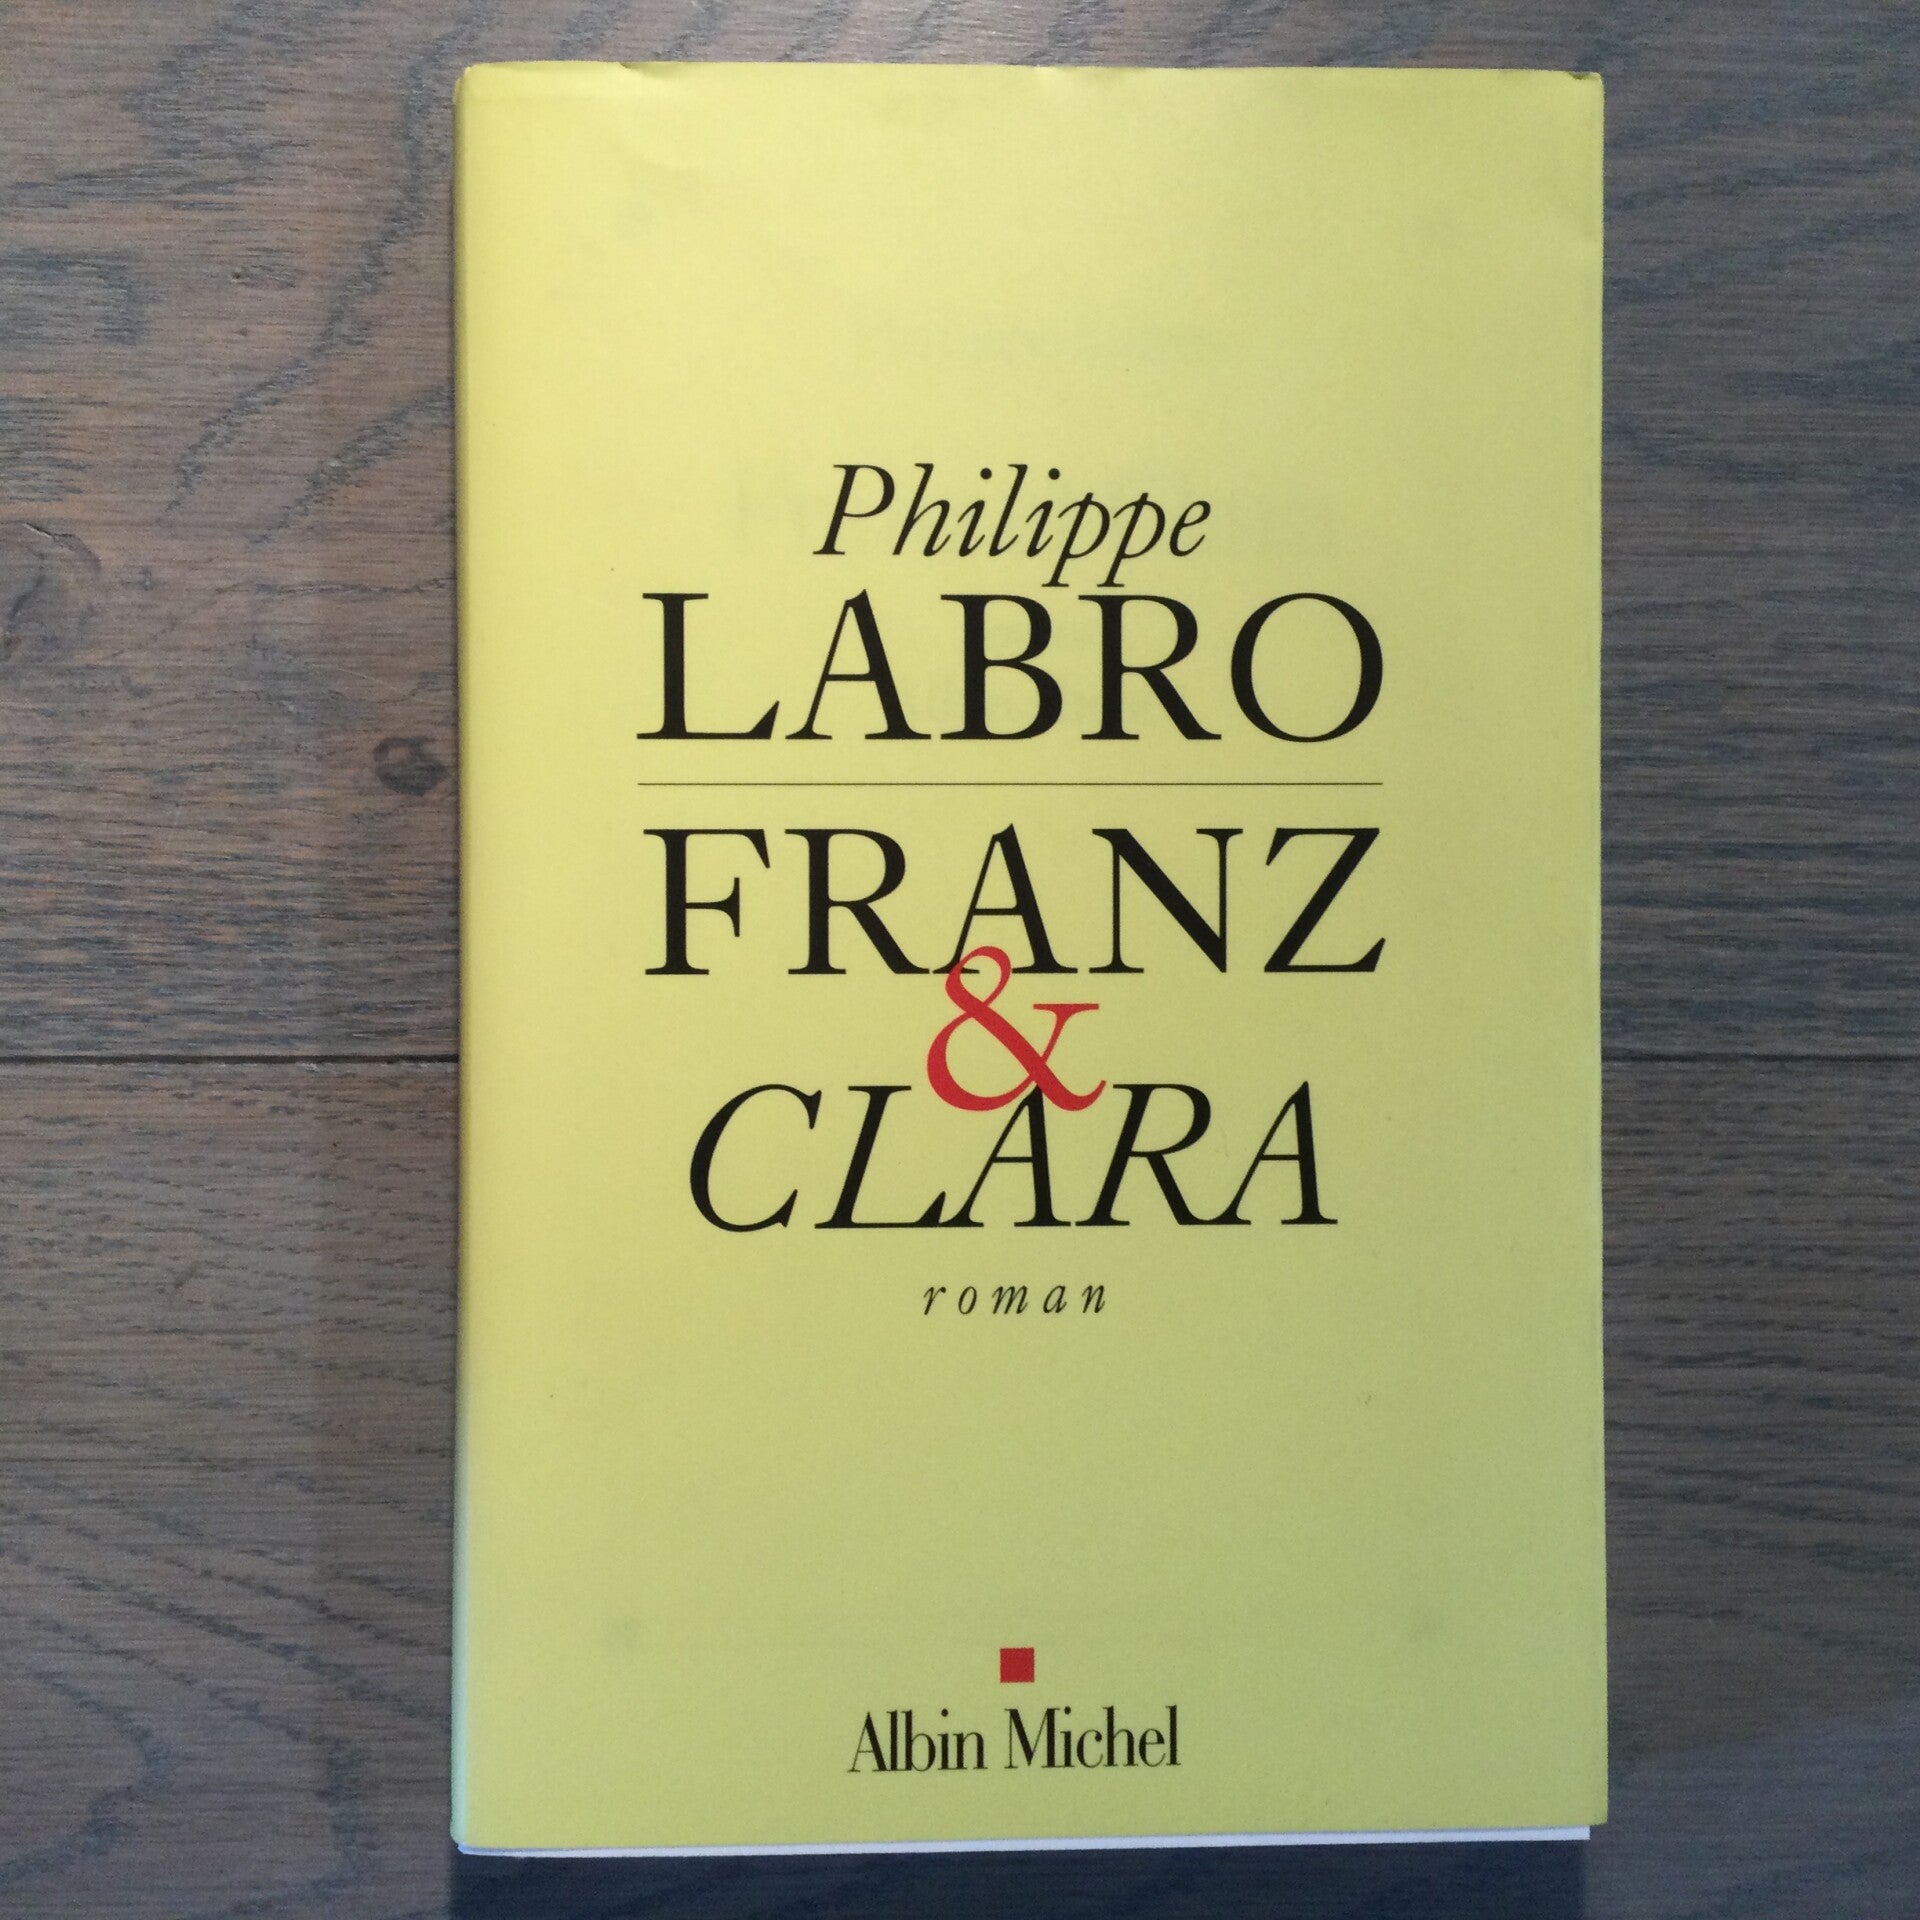 Philippe
LABRO
FRANZ
&
CLARA
roman
Albin Michel